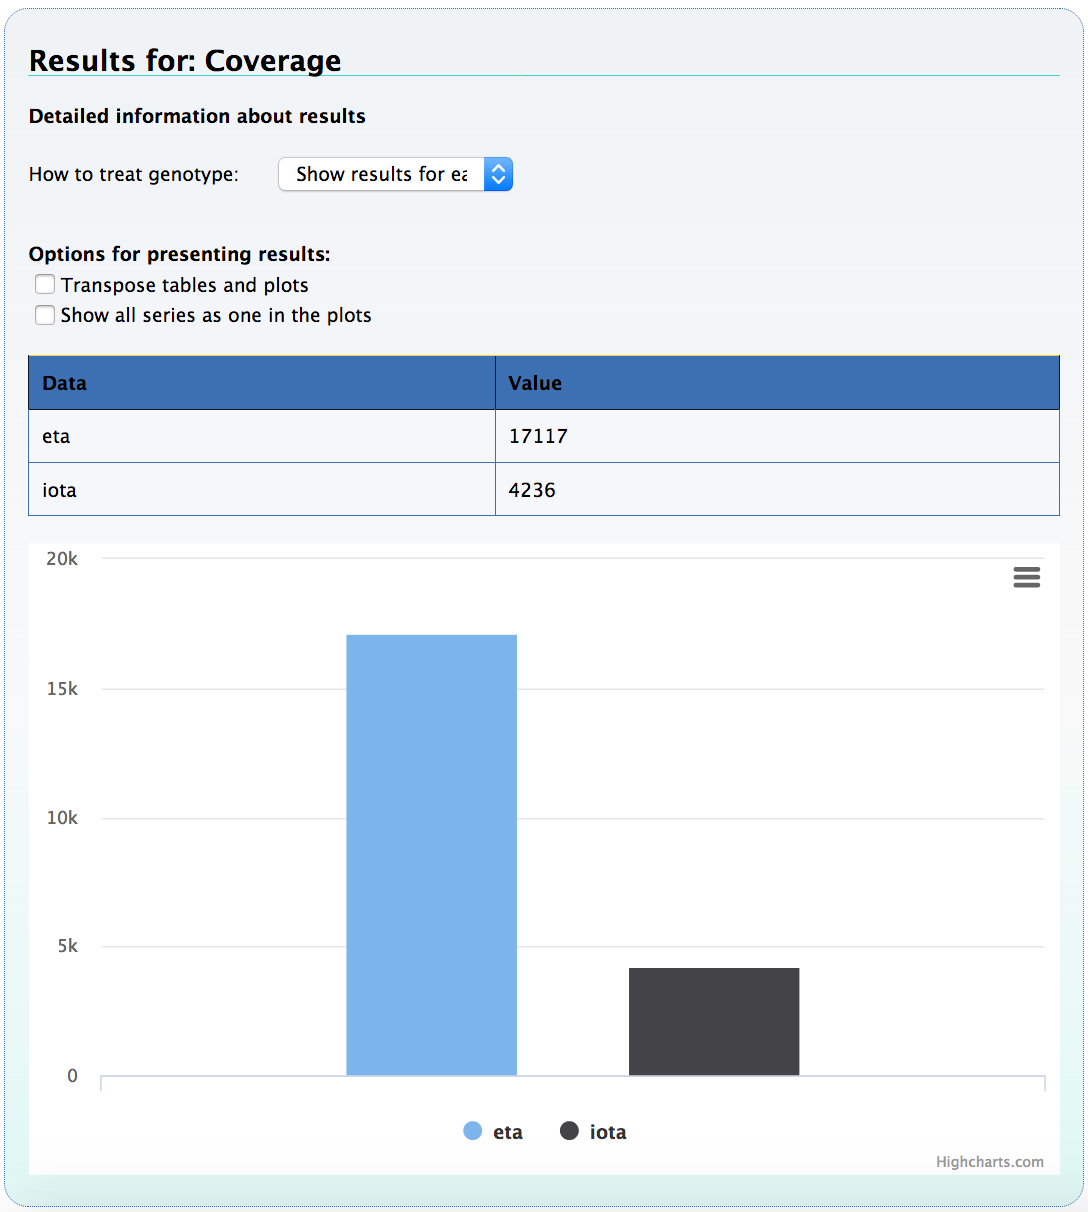 Results for: Coverage
Detailed information about results
How to treat genotype: Show results for ea
Options for presenting results:
Transpose tables and plots
Show all series as one in the plots
Data Value
eta 17117
iota 4236
20k
15k
10k
5k
0
eta iota
Highcharts.com